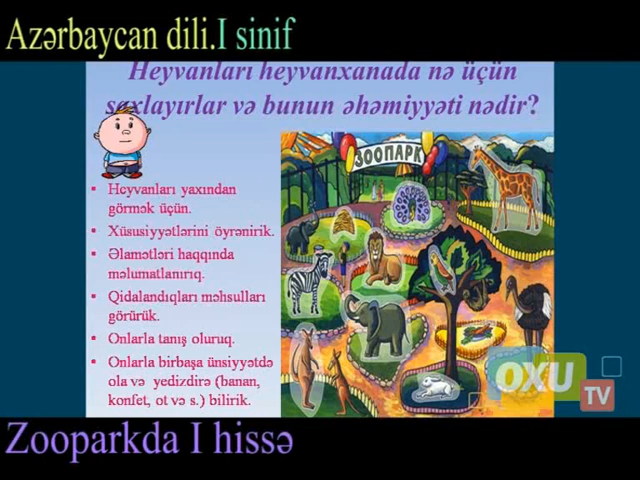 Azərbaycan dili.I sinif
Heyvanları heyvanxanada nə üçün
saxlayırlar və bunun əhəmiyyəti nədir?
ЗООПАРК
• Heyvanları yaxından
görmək üçün.
• Xüsusiyyətlərini öyrənirik.
• Əlamətləri haqqında
məlumatlanırıq.
• Qidalandıqları məhsulları
görürük.
• Onlarla tanış oluruq.
• Onlarla birbaşa ünsiyyətdə
ola və yedizdirə (banan,
konfet, ot və s.) bilirik.
OXU
TV
Zooparkda I hissə